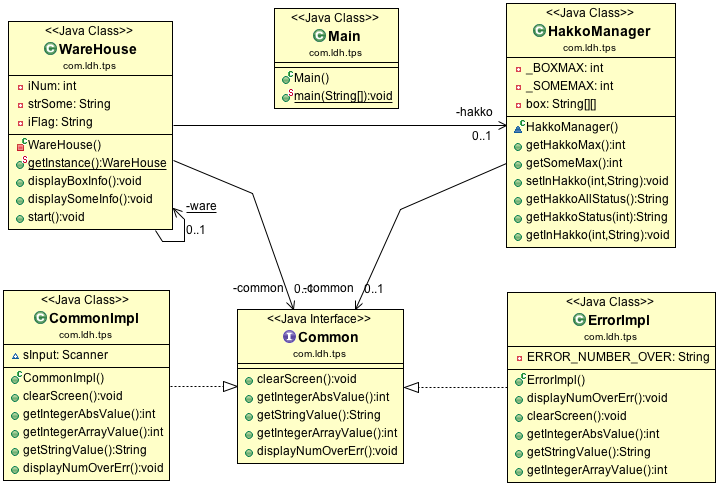 <<Java Class>>
WareHouse
com.ldh.tps
iNum: int
strSome: String
iFlag: String
WareHouse()
getInstance():WareHouse
displayBoxInfo():void
displaySomeInfo():void
start():void
<<Java Class>>
Main
com.ldh.tps
Main()
main(String[]):void
<<Java Class>>
HakkoManager
com.ldh.tps
_BOXMAX: int
_SOMEMAX: int
box: String[][]
HakkoManager()
getHakkoMax():int
getSomeMax():int
setInHakko(int,String):void
getHakkoAllStatus():String
getHakkoStatus(int):String
getInHakko(int,String):void
-hakko
0..1
-ware
0..1
-common
0..1
-common
0..1
<<Java Class>>
CommonImpl
com.ldh.tps
sInput: Scanner
CommonImpl()
clearScreen():void
getIntegerAbsValue():int
getIntegerArrayValue():int
getStringValue():String
displayNumOverErr():void
<<Java Interface>>
Common
com.ldh.tps
clearScreen():void
getIntegerAbsValue():int
getStringValue():String
getIntegerArrayValue():int
displayNumOverErr():void
<<Java Class>>
ErrorImpl
com.ldh.tps
ERROR_NUMBER_OVER: String
ErrorImpl()
displayNumOverErr():void
clearScreen():void
getIntegerAbsValue():int
getStringValue():String
getIntegerArrayValue():int